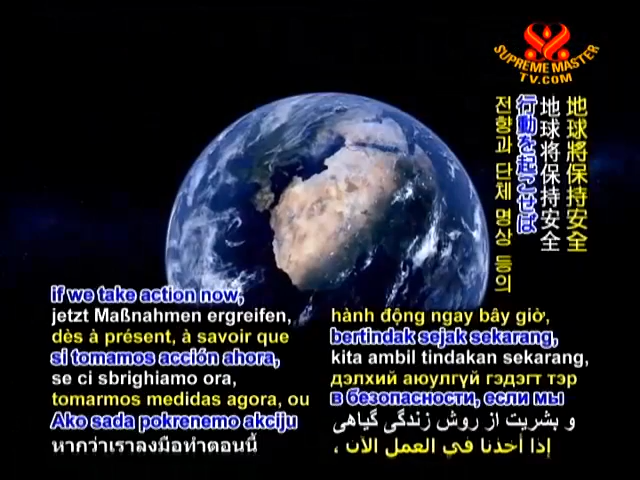 SUPREME MASTER
TV.COM
地球將保持安全
地球将保持安全
行動を起こせば
전향과 단체 명상 등의
if we take action now,
jetzt Maßnahmen ergreifen,
dès à présent, à savoir que
si tomamos acción ahora,
se ci sbrighiamo ora,
tomarmos medidas agora, ou
Ako sada pokrenemo akciju
หากว่าเราลงมือทำตอนนี้
hành động ngay bây giờ,
bertindak sejak sekarang,
kita ambil tindakan sekarang,
дэлхий аюулгүй гэдэгт тэр
в безопасности, если мы
و بشریت از روش زندگی گیاهی
إذا أخذنا في العمل الآن ،